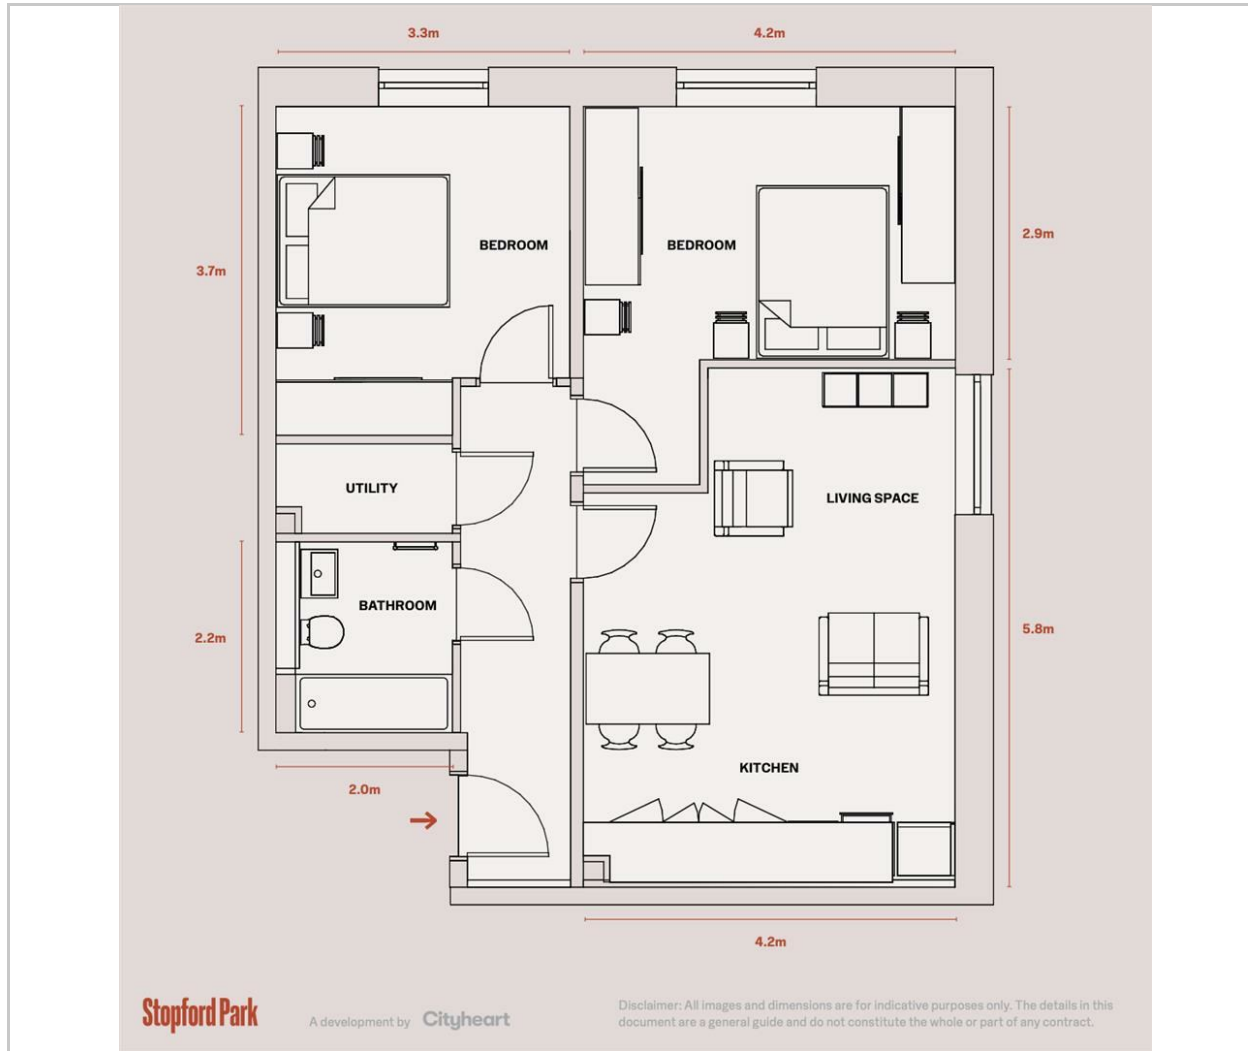 3.3m
4.2m
BEDROOM
BEDROOM
2.9m
3.7m
UTILITY
LIVING SPACE
BATHROOM
2.2m
5.8m
KITCHEN
2.0m
4.2m
Stopford Park
A development by Cityheart
Disclaimer: All images and dimensions are for indicative purposes only. The details in this
document are a general guide and do not constitute the whole or part of any contract.